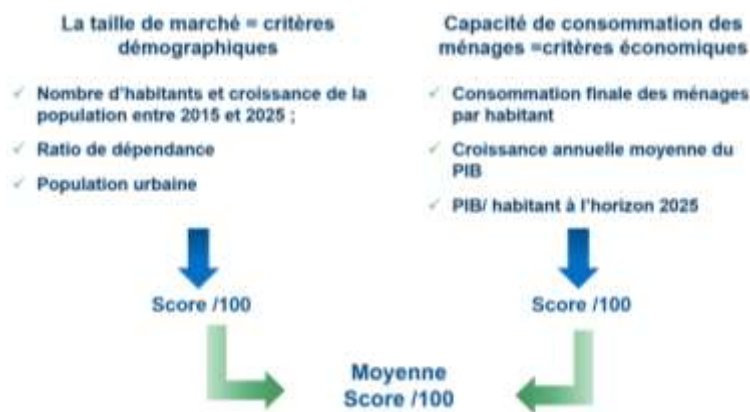 La taille de marché = critères
démographiques
✓ Nombre d'habitants et croissance de la
population entre 2015 et 2025 ;
✓ Ratio de dépendance
✓ Population urbaine
Score /100
Capacité de consommation des
ménages =critères économiques
✓ Consommation finale des ménages
par habitant
✓ Croissance annuelle moyenne du
PIB
✓ PIB/ habitant à l'horizon 2025
Score /100
Moyenne
Score /100